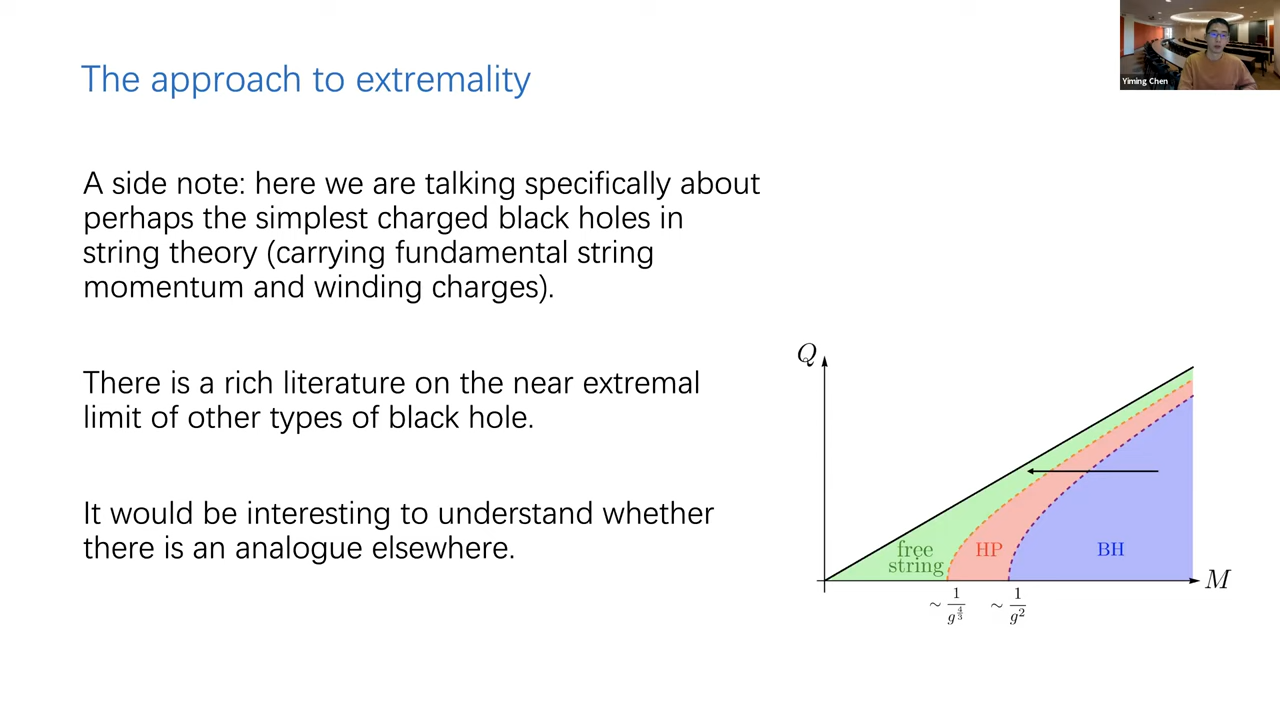 The approach to extremality
Yiming Chen
A side note: here we are talking specifically about
perhaps the simplest charged black holes in
string theory (carrying fundamental string
momentum and winding charges).
There is a rich literature on the near extremal
limit of other types of black hole.
It would be interesting to understand whether
there is an analogue elsewhere.
Q
free
string
HP
BH
M
∼ 1/g^{4/3}
∼ 1/g²